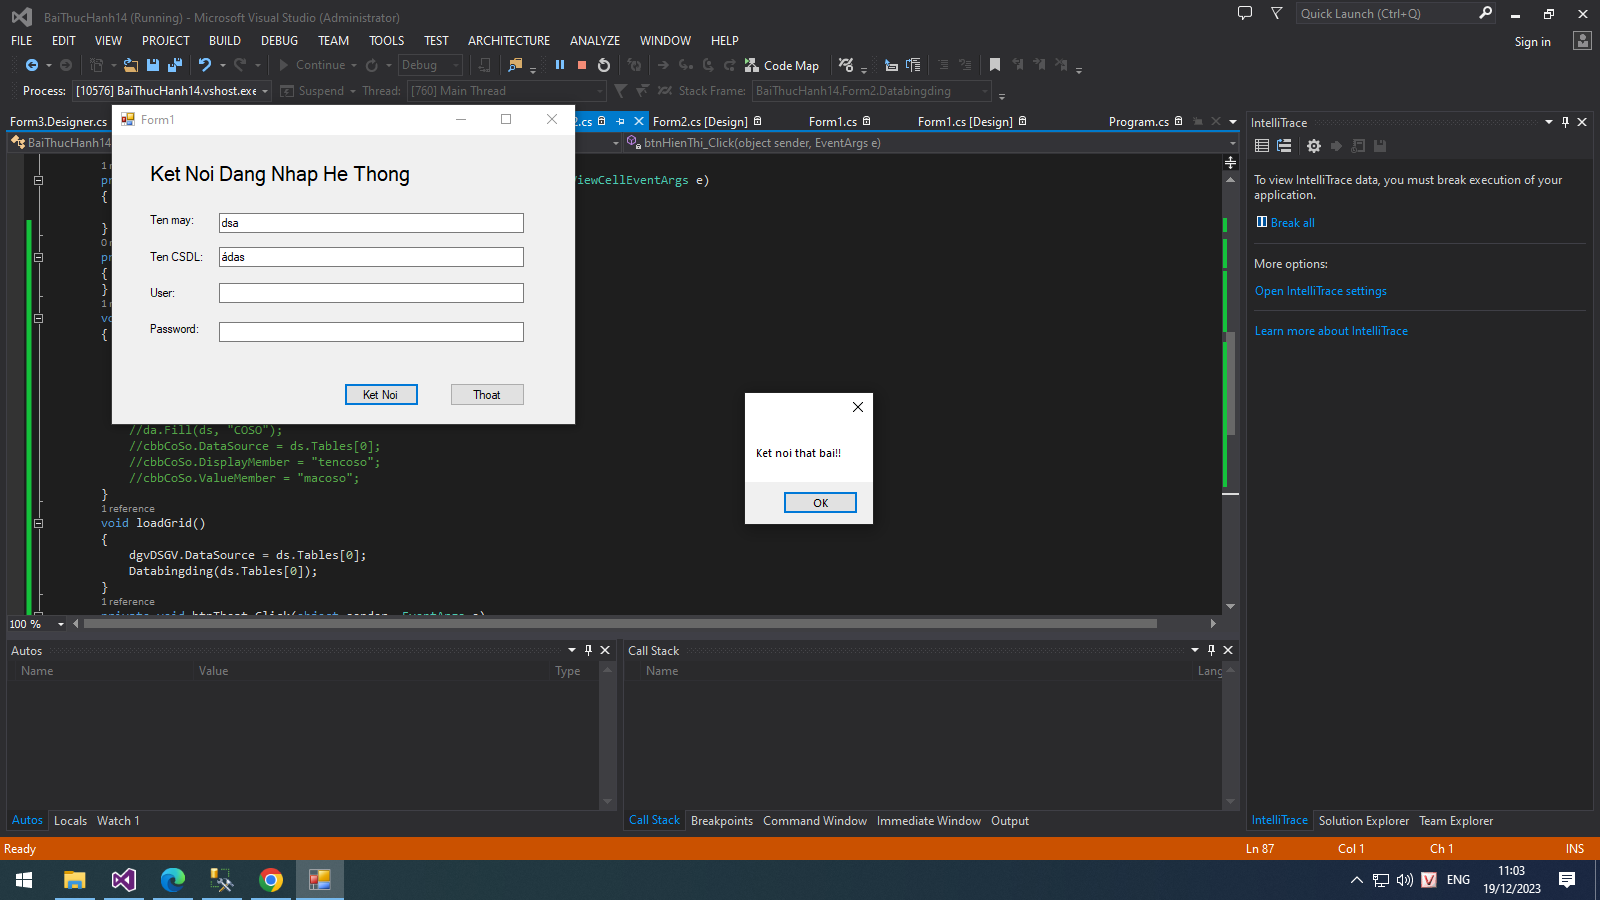 BaiThucHanh14 (Running) - Microsoft Visual Studio (Administrator)
Quick Launch (Ctrl+Q)
FILE EDIT VIEW PROJECT BUILD DEBUG TEAM TOOLS TEST ARCHITECTURE ANALYZE WINDOW HELP
Sign in
Continue Debug Code Map
Process: [10576] BaiThucHanh14.vshost.exe Suspend Thread: [760] Main Thread Stack Frame: BaiThucHanh14.Form2.Databingding
Form3.Designer.cs 2.cs Form2.cs [Design] Form1.cs Form1.cs [Design] Program.cs
BaiThucHanh14 btnHienThi_Click(object sender, EventArgs e)
Form1
Ket Noi Dang Nhap He Thong
Ten may: dsa
Ten CSDL: ádas
User:
Password:
Ket Noi Thoat
iewCellEventArgs e)
{
}
{
}
{
//da.Fill(ds, "COSO");
//cbbCoSo.DataSource = ds.Tables[0];
//cbbCoSo.DisplayMember = "tencoso";
//cbbCoSo.ValueMember = "macoso";
}
1 reference
void loadGrid()
{
dgvDSGV.DataSource = ds.Tables[0];
Databingding(ds.Tables[0]);
}
1 reference
private void btnThoat_Click(object sender, EventArgs e)
100 %
Ket noi that bai!!
OK
IntelliTrace
To view IntelliTrace data, you must break execution of your
application.
Break all
More options:
Open IntelliTrace settings
Learn more about IntelliTrace
Autos
Name Value Type
Call Stack
Name Lang
Autos Locals Watch 1
Call Stack Breakpoints Command Window Immediate Window Output
IntelliTrace Solution Explorer Team Explorer
Ready
Ln 87 Col 1 Ch 1 INS
V ENG
11:03
19/12/2023